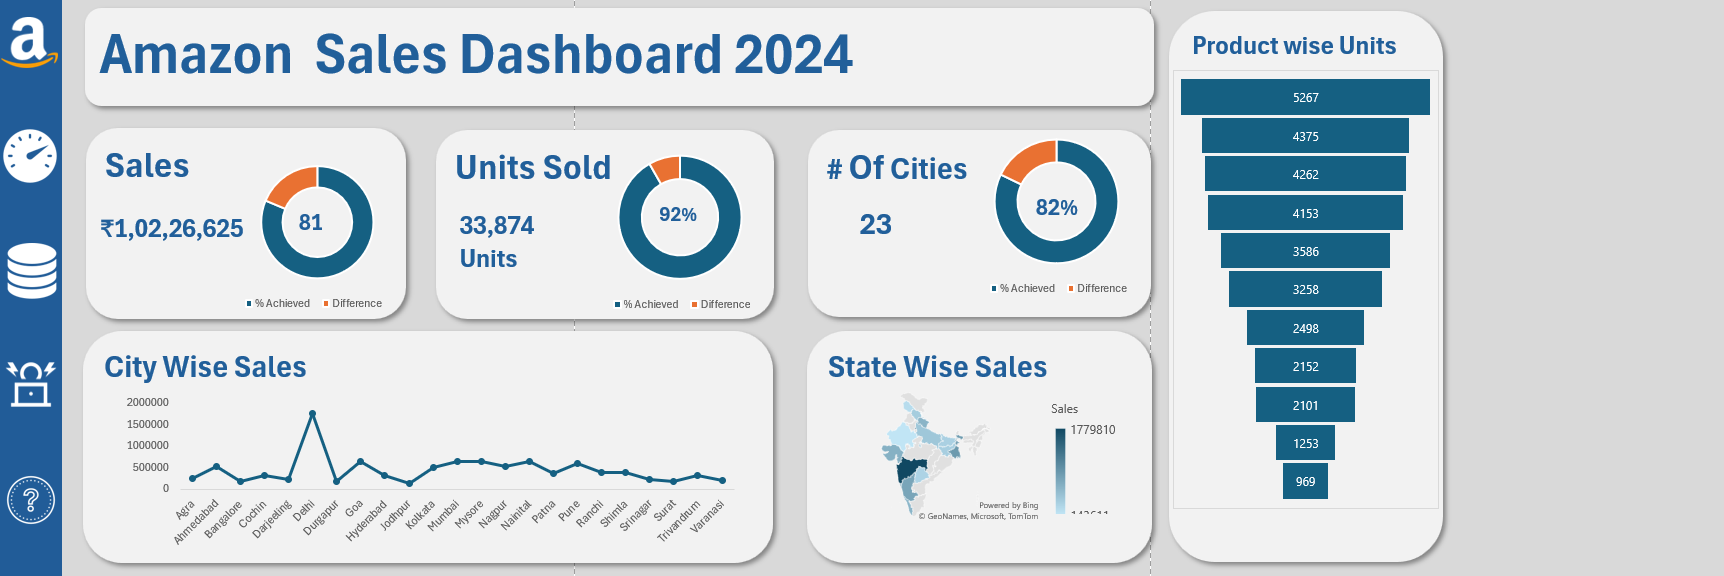 a
Amazon  Sales Dashboard 2024
Sales
₹1,02,26,625
81
% Achieved
Difference
Units Sold
33,874
Units
92%
% Achieved
Difference
# Of Cities
23
82%
% Achieved
Difference
City Wise Sales
2000000
1500000
1000000
500000
0
Agra
Ahmedabad
Bangalore
Cochin
Darjeeling
Delhi
Durgapur
Goa
Hyderabad
Jodhpur
Kolkata
Mumbai
Mysore
Nagpur
Nainital
Patna
Pune
Ranchi
Shimla
Srinagar
Surat
Trivandrum
Varanasi
State Wise Sales
Sales
1779810
Powered by Bing
© GeoNames, Microsoft, TomTom
Product wise Units
5267
4375
4262
4153
3586
3258
2498
2152
2101
1253
969
?